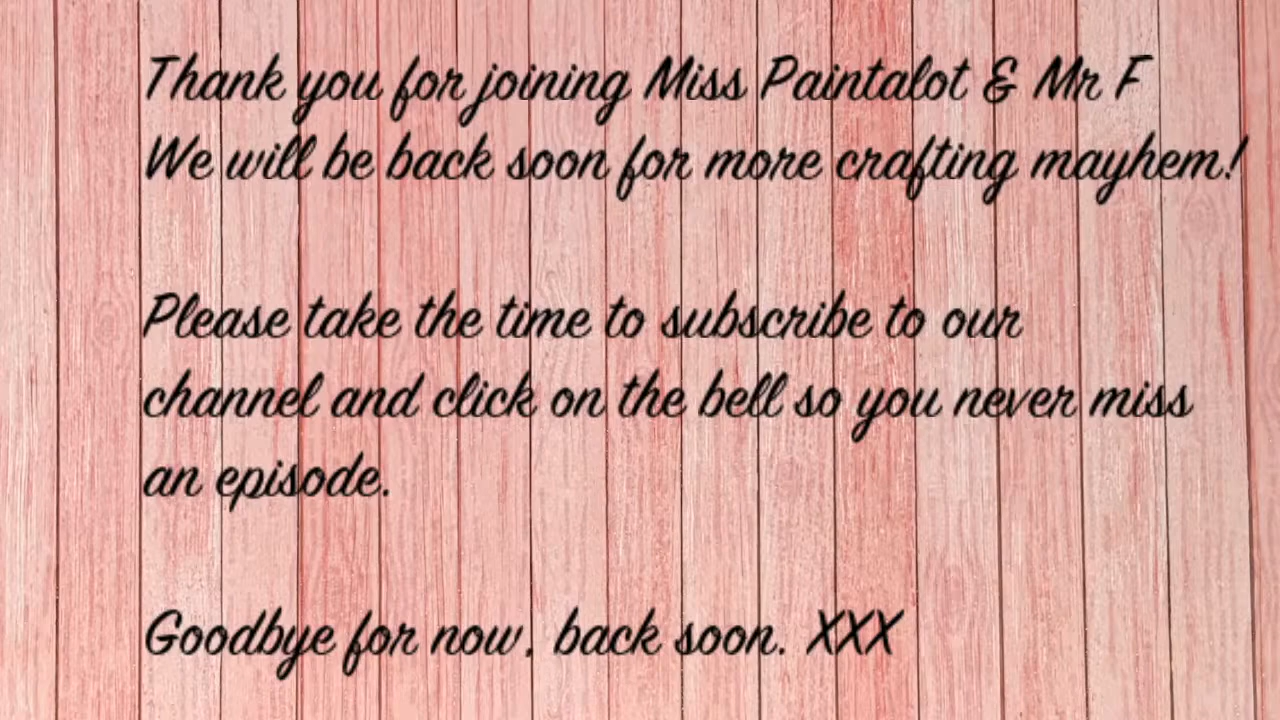 Thank you for joining Miss Paintalot & Mr F
We will be back soon for more crafting mayhem!
Please take the time to subscribe to our
channel and click on the bell so you never miss
an episode.
Goodbye for now, back soon. XXX